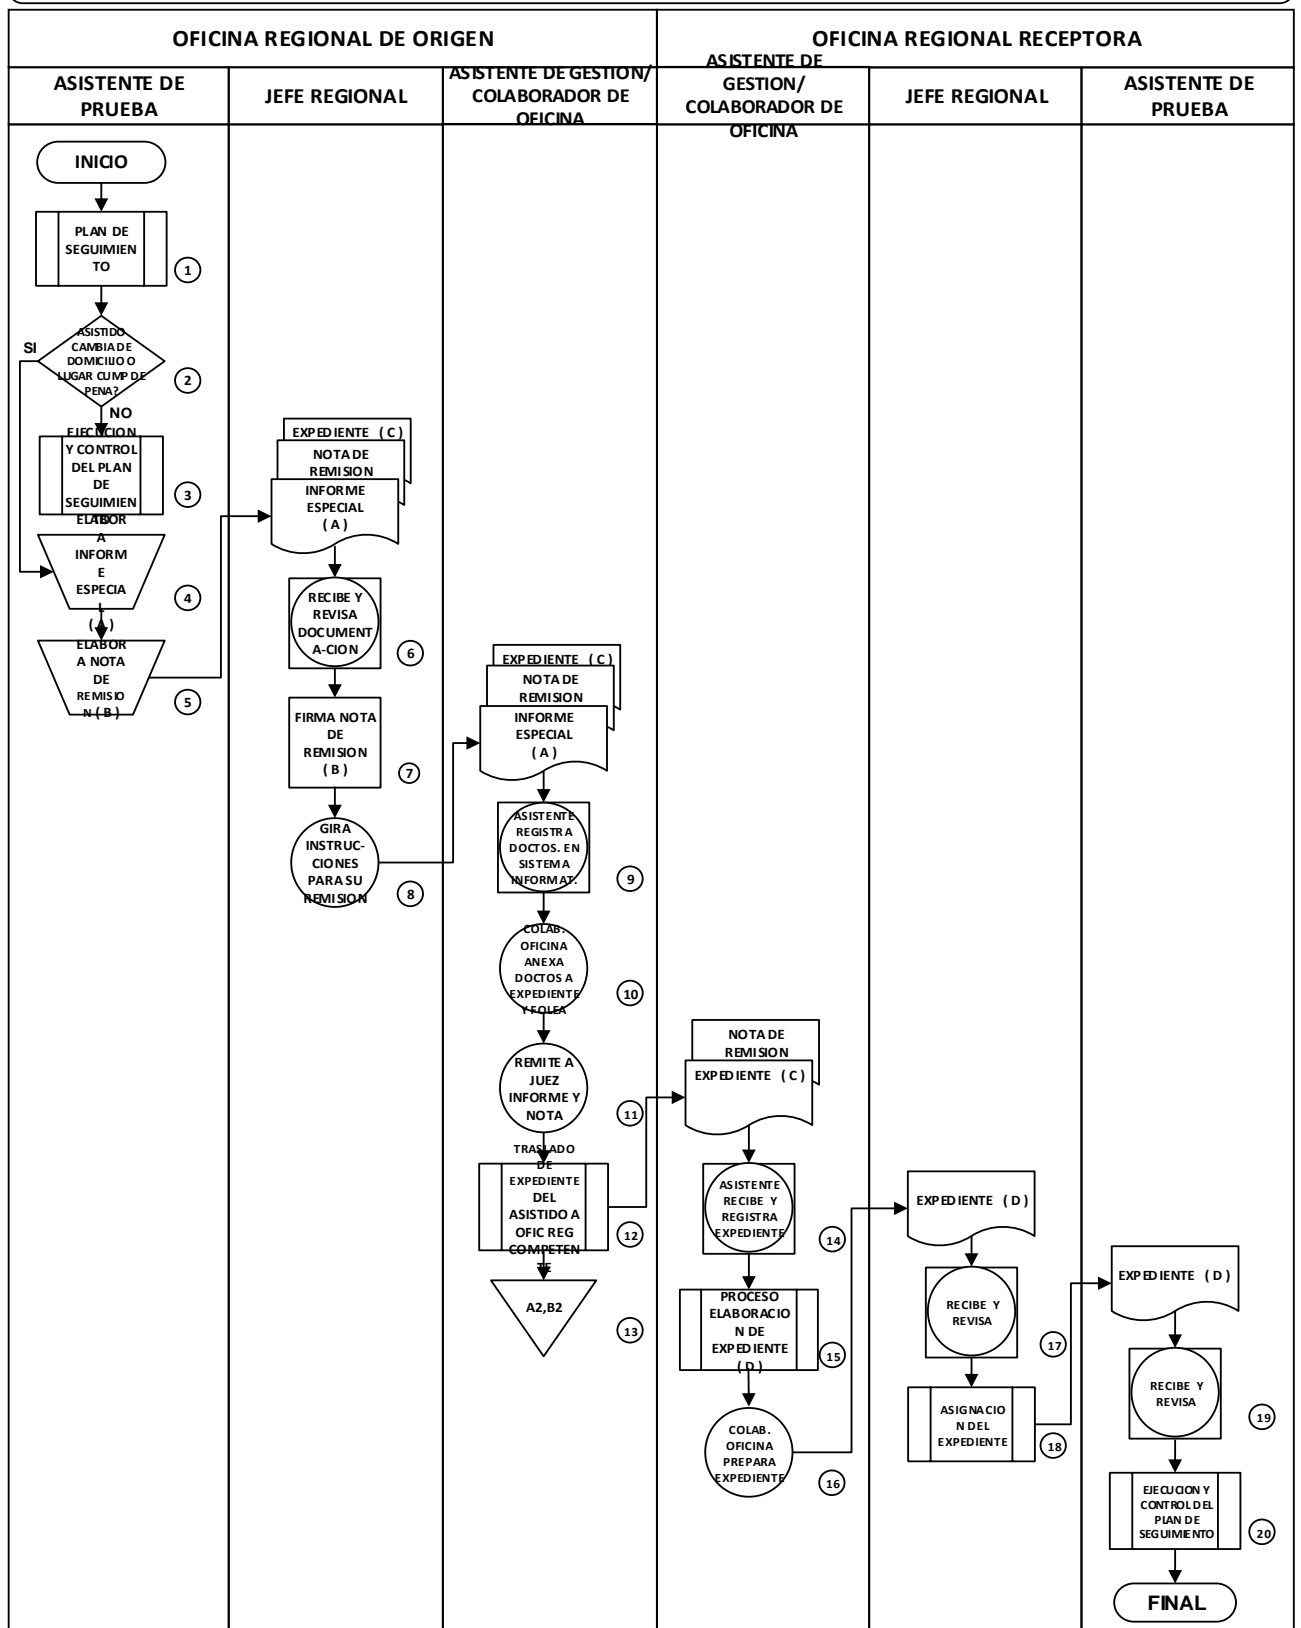 OFICINA REGIONAL DE ORIGEN
OFICINA REGIONAL RECEPTORA
ASISTENTE DE
PRUEBA
JEFE REGIONAL
ASISTENTE DE GESTION/
COLABORADOR DE
OFICINA
ASISTENTE DE
GESTION/
COLABORADOR DE
OFICINA
JEFE REGIONAL
ASISTENTE DE
PRUEBA
INICIO
PLAN DE
SEGUIMIEN
TO
1
ASISTIDO
CAMBIA DE
DOMICILIO O
LUGAR CUMP DE
PENA?
SI
2
NO
EJECUCION
Y CONTROL
DEL PLAN
DE
SEGUIMIEN
TO
3
ELABOR
A
INFORM
E
ESPECIA
L
( A )
4
ELABOR
A NOTA
DE
REMISIO
N ( B )
5
EXPEDIENTE ( C )
NOTA DE
REMISION
INFORME
ESPECIAL
( A )
RECIBE Y
REVISA
DOCUMENT
A-CION
6
FIRMA NOTA
DE
REMISION
( B )
7
GIRA
INSTRUC-
CIONES
PARA SU
REMISION
8
EXPEDIENTE ( C )
NOTA DE
REMISION
INFORME
ESPECIAL
( A )
ASISTENTE
REGISTRA
DOCTOS. EN
SISTEMA
INFORMAT.
9
COLAB.
OFICINA
ANEXA
DOCTOS A
EXPEDIENTE
Y FOLEA
10
REMITE A
JUEZ
INFORME Y
NOTA
11
TRASLADO
DE
EXPEDIENTE
DEL
ASISTIDO A
OFIC REG
COMPETEN
TE
12
A2,B2
13
NOTA DE
REMISION
EXPEDIENTE ( C )
ASISTENTE
RECIBE Y
REGISTRA
EXPEDIENTE
14
PROCESO
ELABORACIO
N DE
EXPEDIENTE
( D )
15
COLAB.
OFICINA
PREPARA
EXPEDIENTE
16
EXPEDIENTE ( D )
RECIBE Y
REVISA
17
ASIGNACIO
N DEL
EXPEDIENTE
18
EXPEDIENTE ( D )
RECIBE Y
REVISA
19
EJECUCION Y
CONTROL DEL
PLAN DE
SEGUIMIENTO
20
FINAL